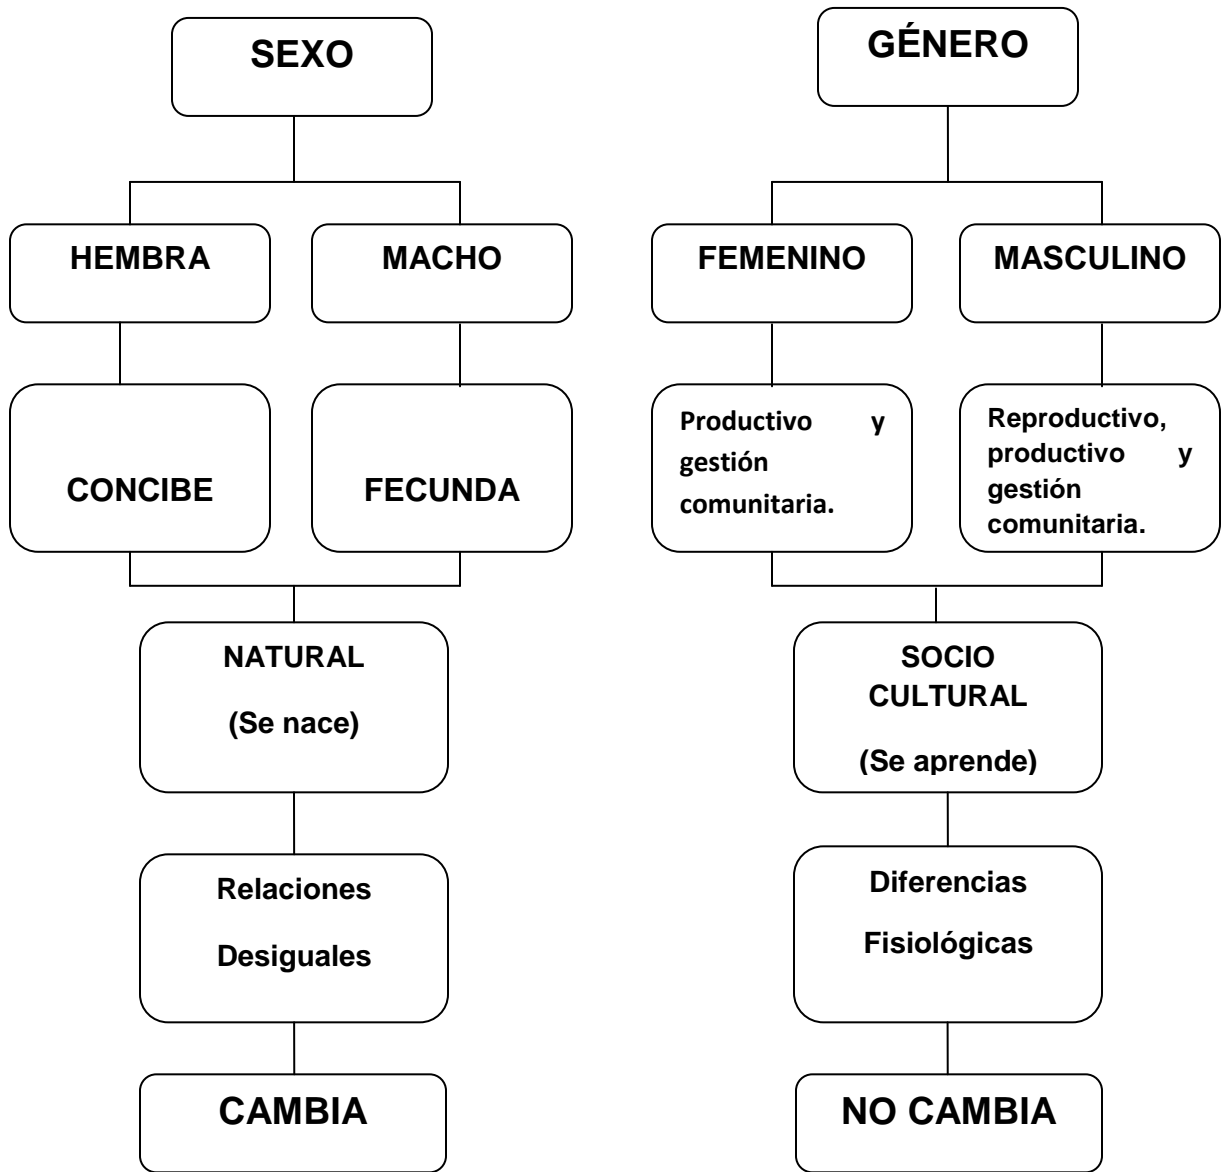 SEXO
GÉNERO
HEMBRA
MACHO
FEMENINO
MASCULINO
CONCIBE
FECUNDA
Productivo y
gestión
comunitaria.
Reproductivo,
productivo y
gestión
comunitaria.
NATURAL
(Se nace)
SOCIO
CULTURAL
(Se aprende)
Relaciones
Desiguales
Diferencias
Fisiológicas
CAMBIA
NO CAMBIA